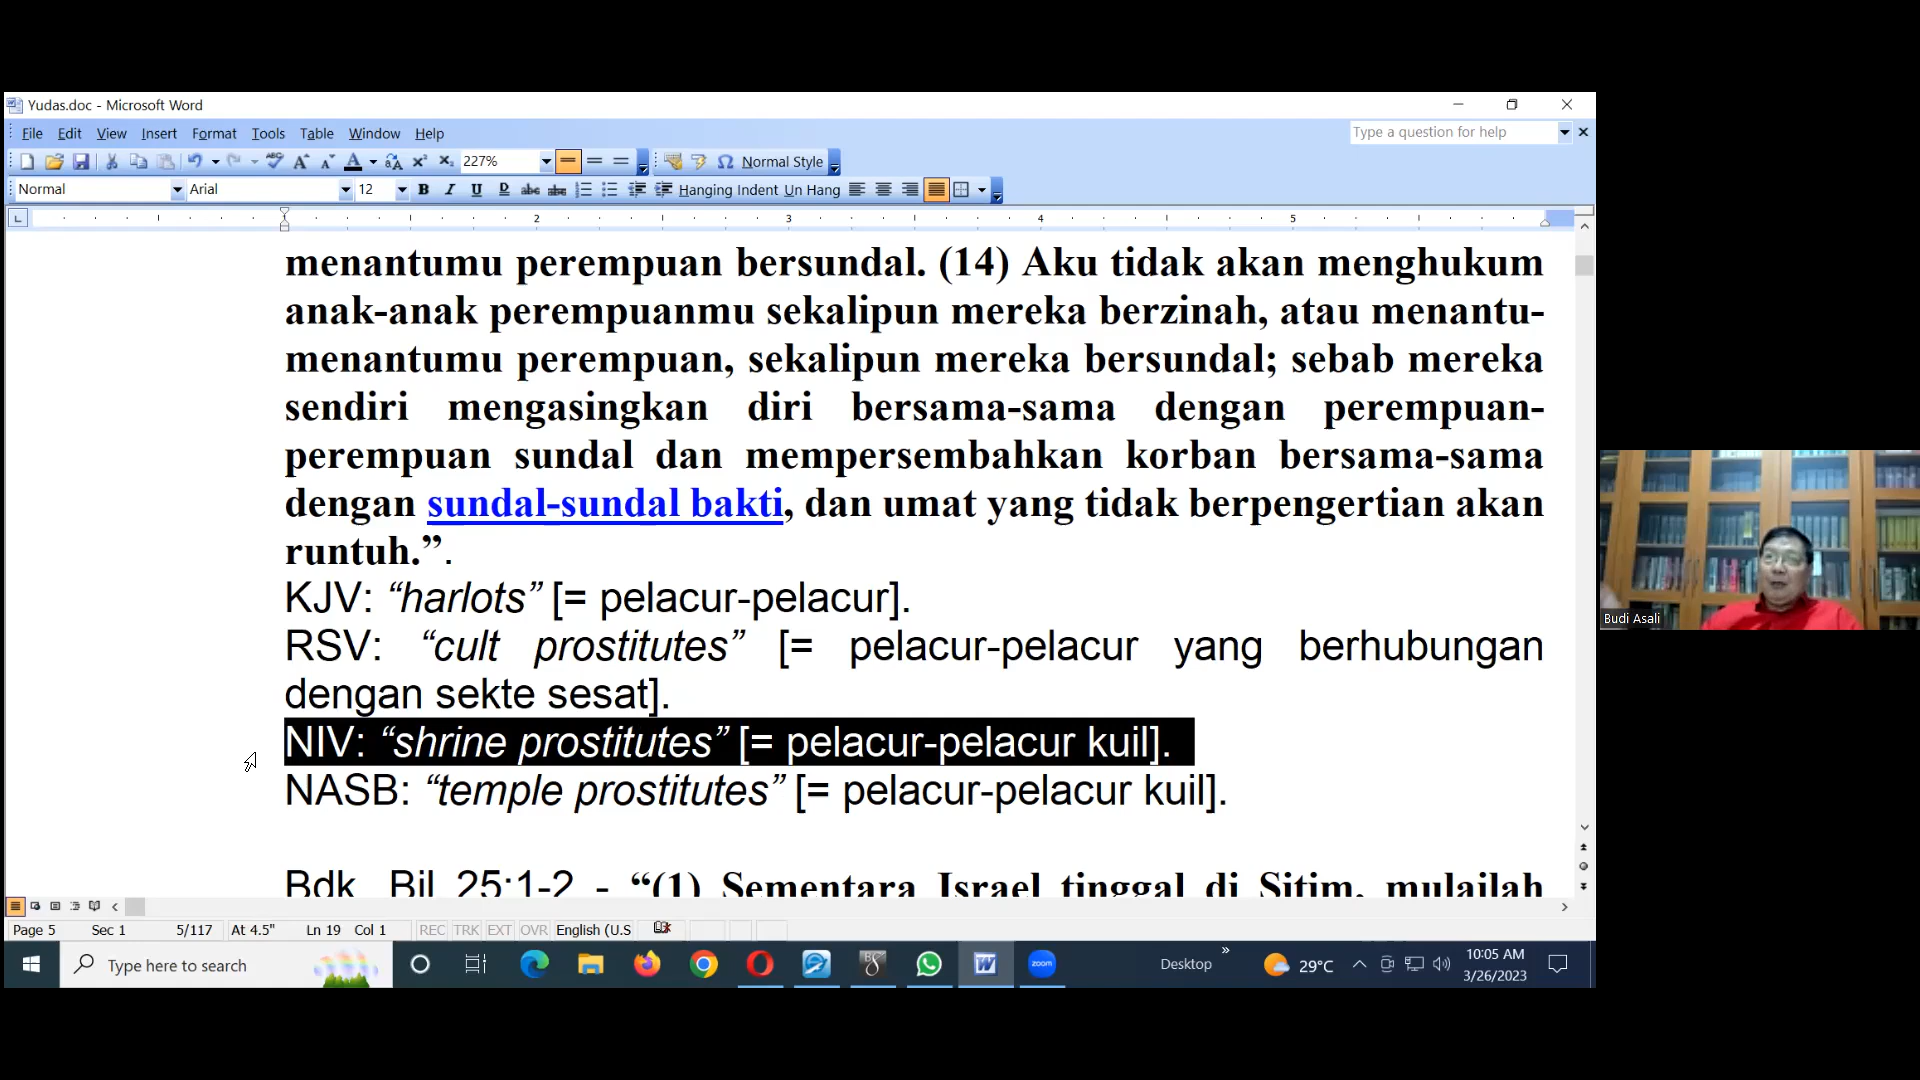 Yudas.doc - Microsoft Word
File Edit View Insert Format Tools Table Window Help
Type a question for help
227%
Normal Style
Normal Arial 12
Hanging Indent Un Hang
2 3 4 5
menantumu perempuan bersundal. (14) Aku tidak akan menghukum
anak-anak perempuanmu sekalipun mereka berzinah, atau menantu-
menantumu perempuan, sekalipun mereka bersundal; sebab mereka
sendiri mengasingkan diri bersama-sama dengan perempuan-
perempuan sundal dan mempersembahkan korban bersama-sama
dengan sundal-sundal bakti, dan umat yang tidak berpengertian akan
runtuh.”.
KJV: “harlots” [= pelacur-pelacur].
RSV: “cult prostitutes” [= pelacur-pelacur yang berhubungan
dengan sekte sesat].
NIV: “shrine prostitutes” [= pelacur-pelacur kuil].
NASB: “temple prostitutes” [= pelacur-pelacur kuil].
Bdk. Bil 25:1-2 - “(1) Sementara Israel tinggal di Sitim, mulailah
Budi Asali
Page 5 Sec 1 5/117 At 4.5" Ln 19 Col 1 REC TRK EXT OVR English (U.S
Type here to search
zoom
Desktop
29°C
10:05 AM
3/26/2023